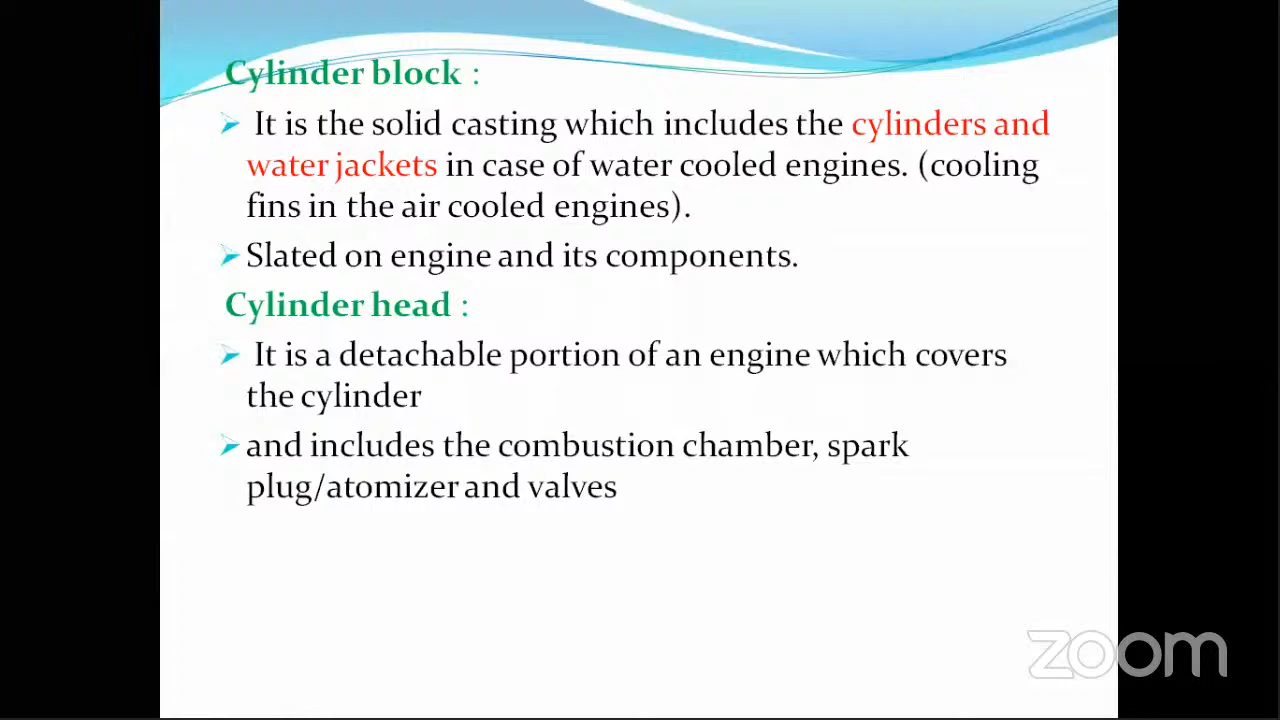 Cylinder block :
It is the solid casting which includes the cylinders and
water jackets in case of water cooled engines. (cooling
fins in the air cooled engines).
Slated on engine and its components.
Cylinder head :
It is a detachable portion of an engine which covers
the cylinder
and includes the combustion chamber, spark
plug/atomizer and valves
zoom